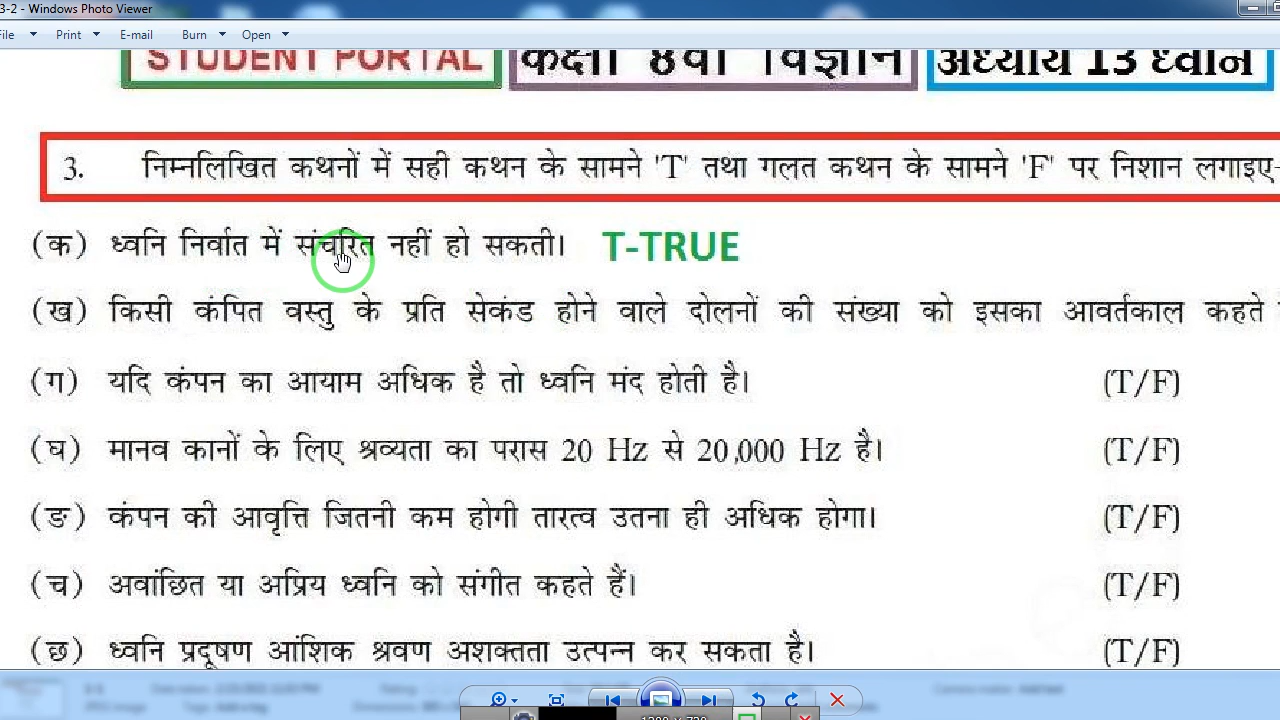 3-2 - Windows Photo Viewer
File Print E-mail Burn Open
STUDENT PORTAL कक्षा 8वी विज्ञान अध्याय 13 ध्वनि
3. निम्नलिखित कथनों में सही कथन के सामने 'T' तथा गलत कथन के सामने 'F' पर निशान लगाइए-
(क) ध्वनि निर्वात में संचरित नहीं हो सकती। T-TRUE
(ख) किसी कंपित वस्तु के प्रति सेकंड होने वाले दोलनों की संख्या को इसका आवर्तकाल कहते
(ग) यदि कंपन का आयाम अधिक है तो ध्वनि मंद होती है। (T/F)
(घ) मानव कानों के लिए श्रव्यता का परास 20 Hz से 20,000 Hz है। (T/F)
(ङ) कंपन की आवृत्ति जितनी कम होगी तारत्व उतना ही अधिक होगा। (T/F)
(च) अवांछित या अप्रिय ध्वनि को संगीत कहते हैं। (T/F)
(छ) ध्वनि प्रदूषण आंशिक श्रवण अशक्तता उत्पन्न कर सकता है। (T/F)